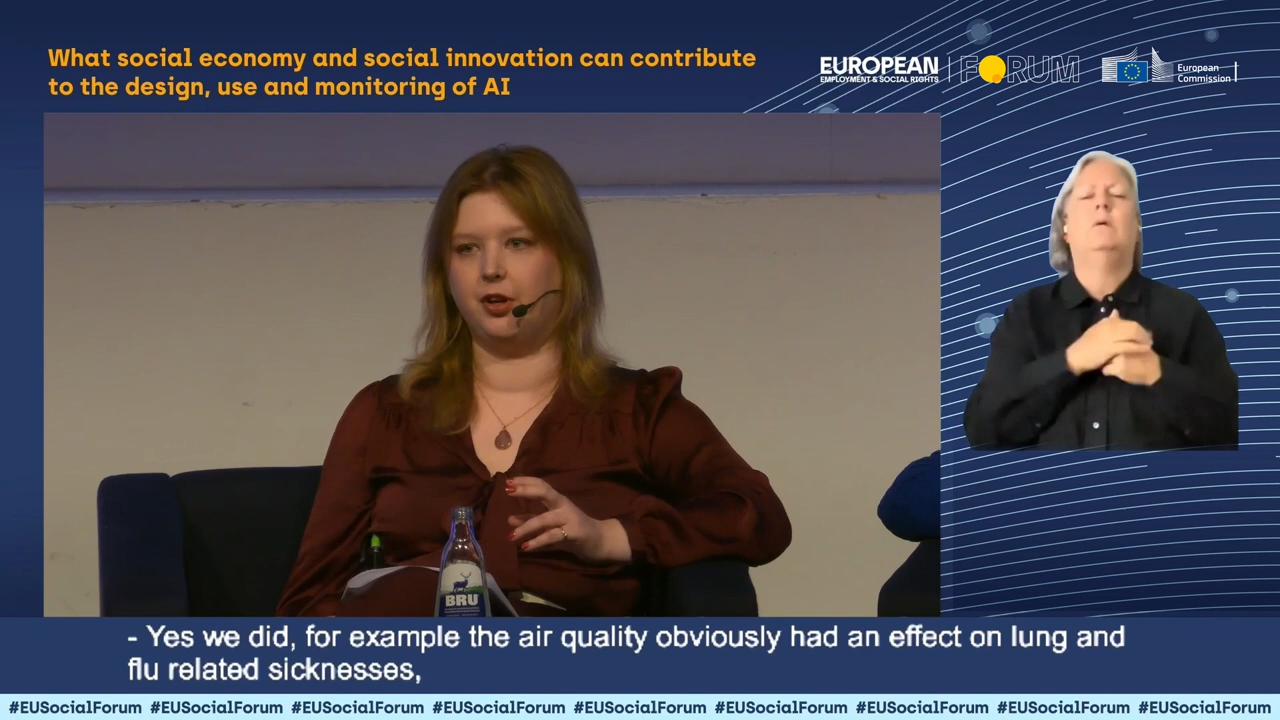 What social economy and social innovation can contribute
to the design, use and monitoring of AI
EUROPEAN
EMPLOYMENT & SOCIAL RIGHTS
FORUM
European
Commission
BRU
- Yes we did, for example the air quality obviously had an effect on lung and
flu related sicknesses,
#EUSocialForum #EUSocialForum #EUSocialForum #EUSocialForum #EUSocialForum #EUSocialForum #EUSocialForum #EUSocialForum #EUSocialForum